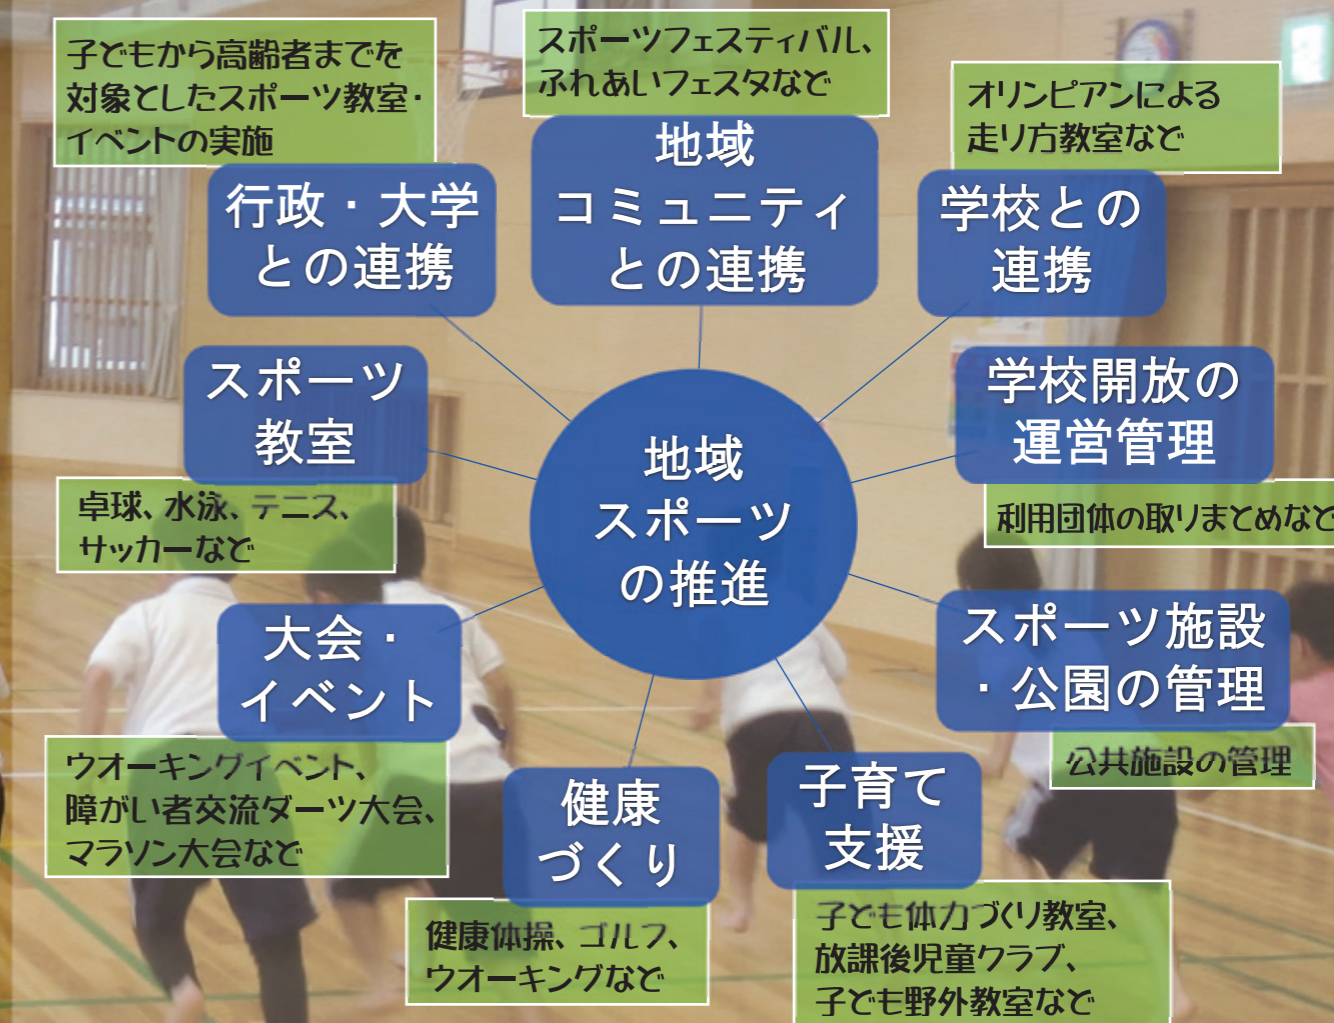 子どもから高齢者までを
対象としたスポーツ教室・
イベントの実施
行政・大学
との連携
スポーツフェスティバル、
ふれあいフェスタなど
地域
コミュニティ
との連携
オリンピアンによる
走り方教室など
学校との
連携
スポーツ
教室
卓球、水泳、テニス、
サッカーなど
地域
スポーツ
の推進
学校開放の
運営管理
利用団体の取りまとめなど
大会・
イベント
ウオーキングイベント、
障がい者交流ダーツ大会、
マラソン大会など
スポーツ施設
・公園の管理
公共施設の管理
健康
づくり
健康体操、ゴルフ、
ウオーキングなど
子育て
支援
子ども体力づくり教室、
放課後児童クラブ、
子ども野外教室など